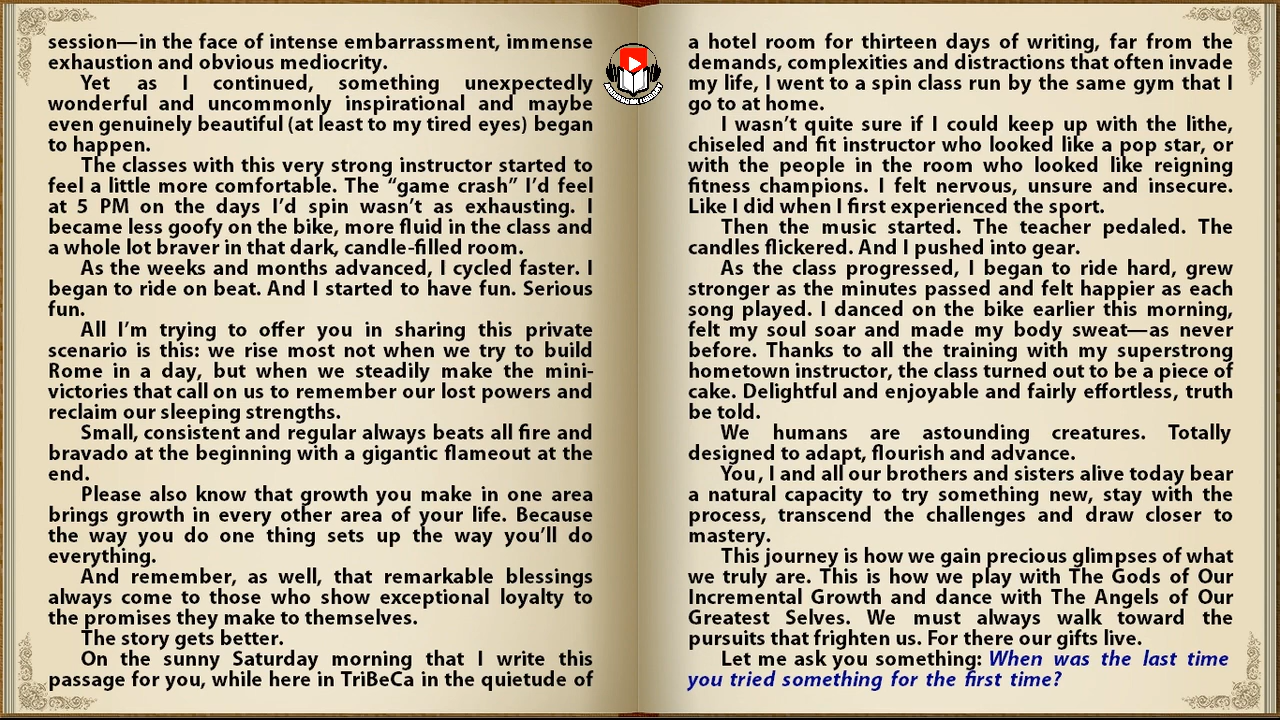 session—in the face of intense embarrassment, immense
exhaustion and obvious mediocrity.
Yet as I continued, something unexpectedly
wonderful and uncommonly inspirational and maybe
even genuinely beautiful (at least to my tired eyes) began
to happen.
The classes with this very strong instructor started to
feel a little more comfortable. The “game crash” I’d feel
at 5 PM on the days I’d spin wasn’t as exhausting. I
became less goofy on the bike, more fluid in the class and
a whole lot braver in that dark, candle-filled room.
As the weeks and months advanced, I cycled faster. I
began to ride on beat. And I started to have fun. Serious
fun.
All I’m trying to offer you in sharing this private
scenario is this: we rise most not when we try to build
Rome in a day, but when we steadily make the mini-
victories that call on us to remember our lost powers and
reclaim our sleeping strengths.
Small, consistent and regular always beats all fire and
bravado at the beginning with a gigantic flameout at the
end.
Please also know that growth you make in one area
brings growth in every other area of your life. Because
the way you do one thing sets up the way you’ll do
everything.
And remember, as well, that remarkable blessings
always come to those who show exceptional loyalty to
the promises they make to themselves.
The story gets better.
On the sunny Saturday morning that I write this
passage for you, while here in TriBeCa in the quietude of
a hotel room for thirteen days of writing, far from the
demands, complexities and distractions that often invade
my life, I went to a spin class run by the same gym that I
go to at home.
I wasn’t quite sure if I could keep up with the lithe,
chiseled and fit instructor who looked like a pop star, or
with the people in the room who looked like reigning
fitness champions. I felt nervous, unsure and insecure.
Like I did when I first experienced the sport.
Then the music started. The teacher pedaled. The
candles flickered. And I pushed into gear.
As the class progressed, I began to ride hard, grew
stronger as the minutes passed and felt happier as each
song played. I danced on the bike earlier this morning,
felt my soul soar and made my body sweat—as never
before. Thanks to all the training with my superstrong
hometown instructor, the class turned out to be a piece of
cake. Delightful and enjoyable and fairly effortless, truth
be told.
We humans are astounding creatures. Totally
designed to adapt, flourish and advance.
You, I and all our brothers and sisters alive today bear
a natural capacity to try something new, stay with the
process, transcend the challenges and draw closer to
mastery.
This journey is how we gain precious glimpses of what
we truly are. This is how we play with The Gods of Our
Incremental Growth and dance with The Angels of Our
Greatest Selves. We must always walk toward the
pursuits that frighten us. For there our gifts live.
Let me ask you something: When was the last time
you tried something for the first time?